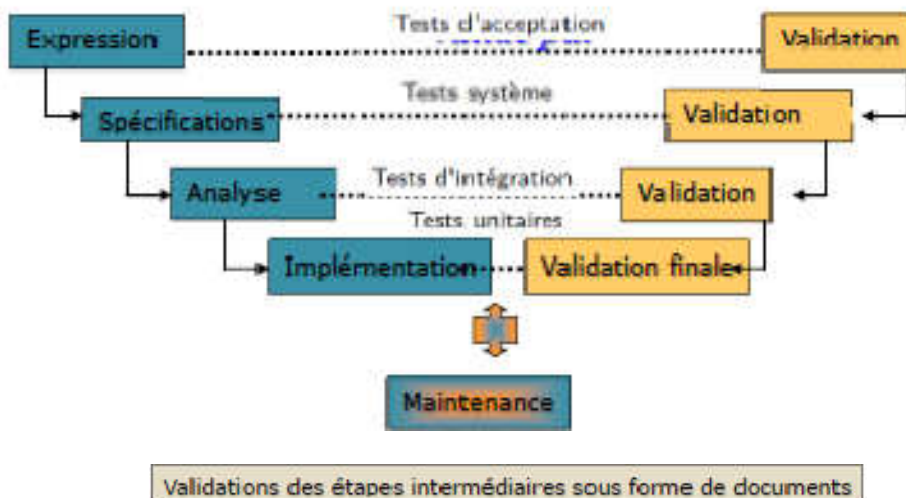 Tests d'acceptation
Expression
Validation
Tests système
Spécifications
Validation
Tests d'intégration
Analyse
Validation
Tests unitaires
Implémentation
Validation finale
Maintenance
Validations des étapes intermédiaires sous forme de documents